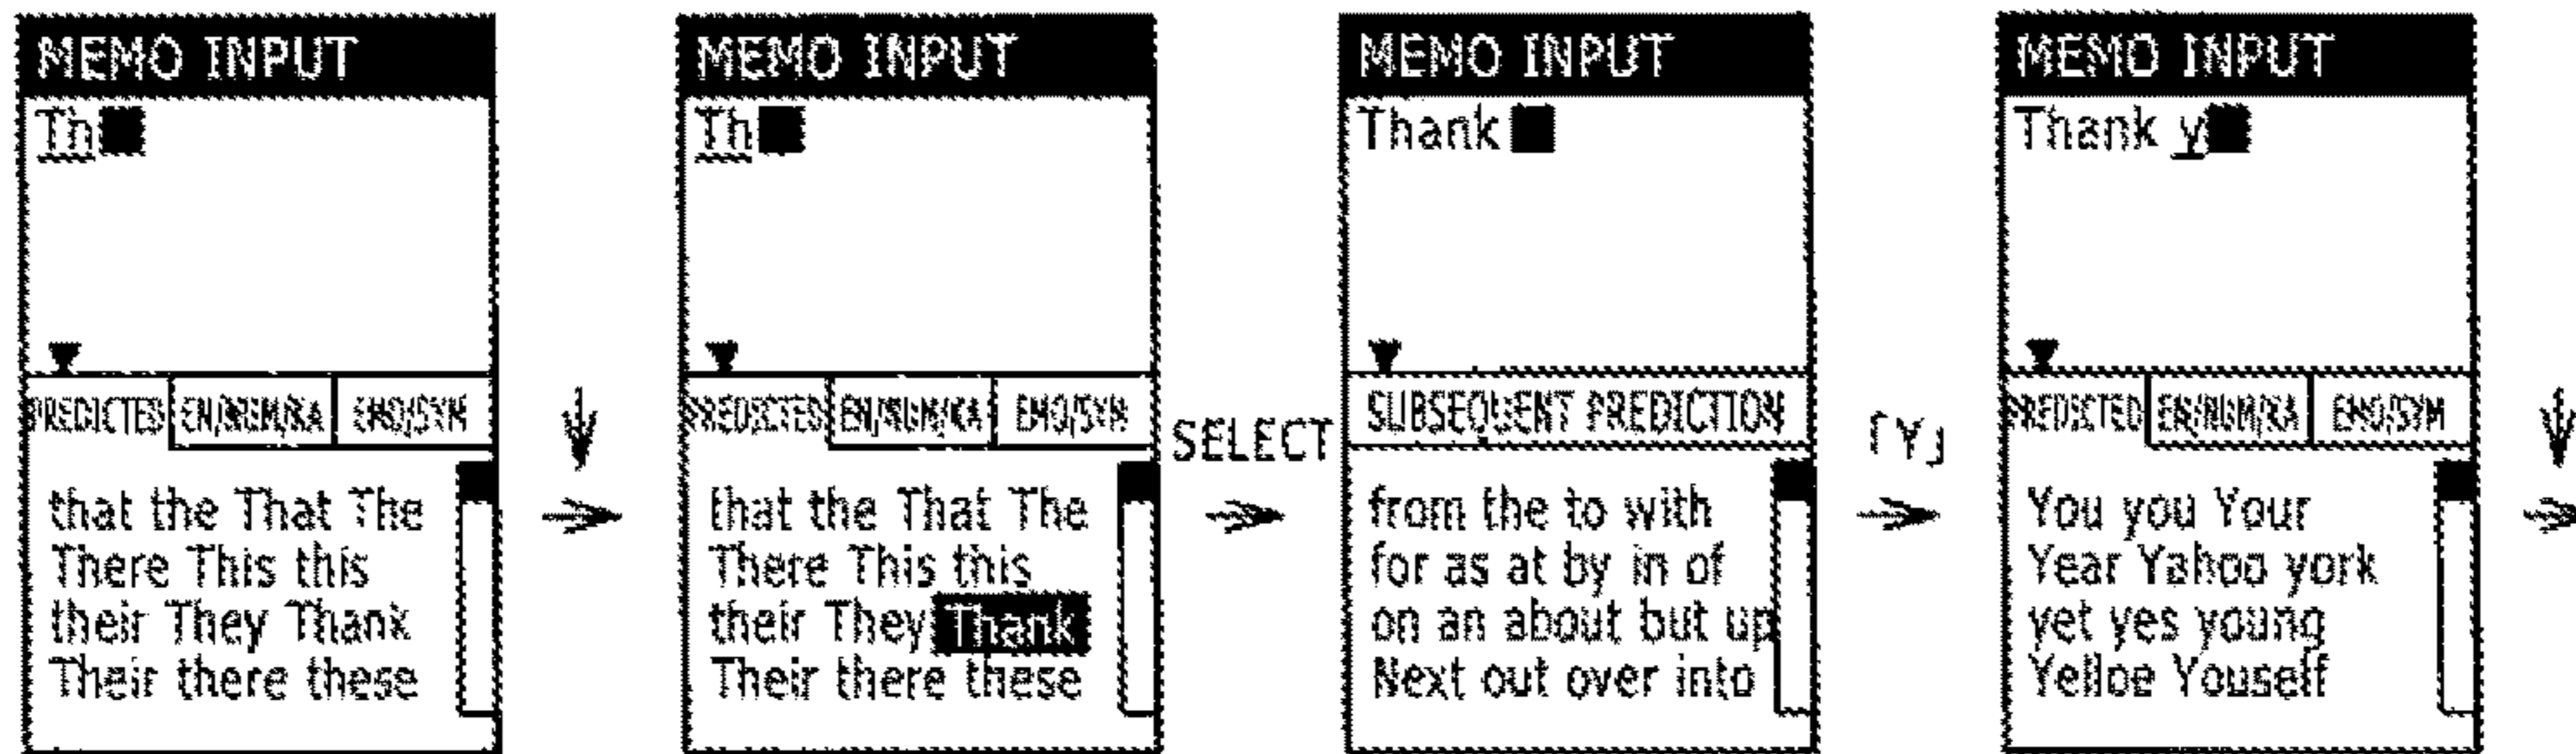 MEMO INPUT
Th
PREDICTED EN/NUM/KA EMO/SYM
that the That The
There This this
their They Thank
Their there these
MEMO INPUT
Th
PREDICTED EN/NUM/KA EMO/SYM
that the That The
There This this
their They Thank
Their there these
SELECT
MEMO INPUT
Thank
SUBSEQUENT PREDICTION
from the to with
for as at by in of
on an about but up
Next out over into
「Y」
MEMO INPUT
Thank y
PREDICTED EN/NUM/KA EMO/SYM
You you Your
Year Yahoo york
yet yes young
Yelloe Youself